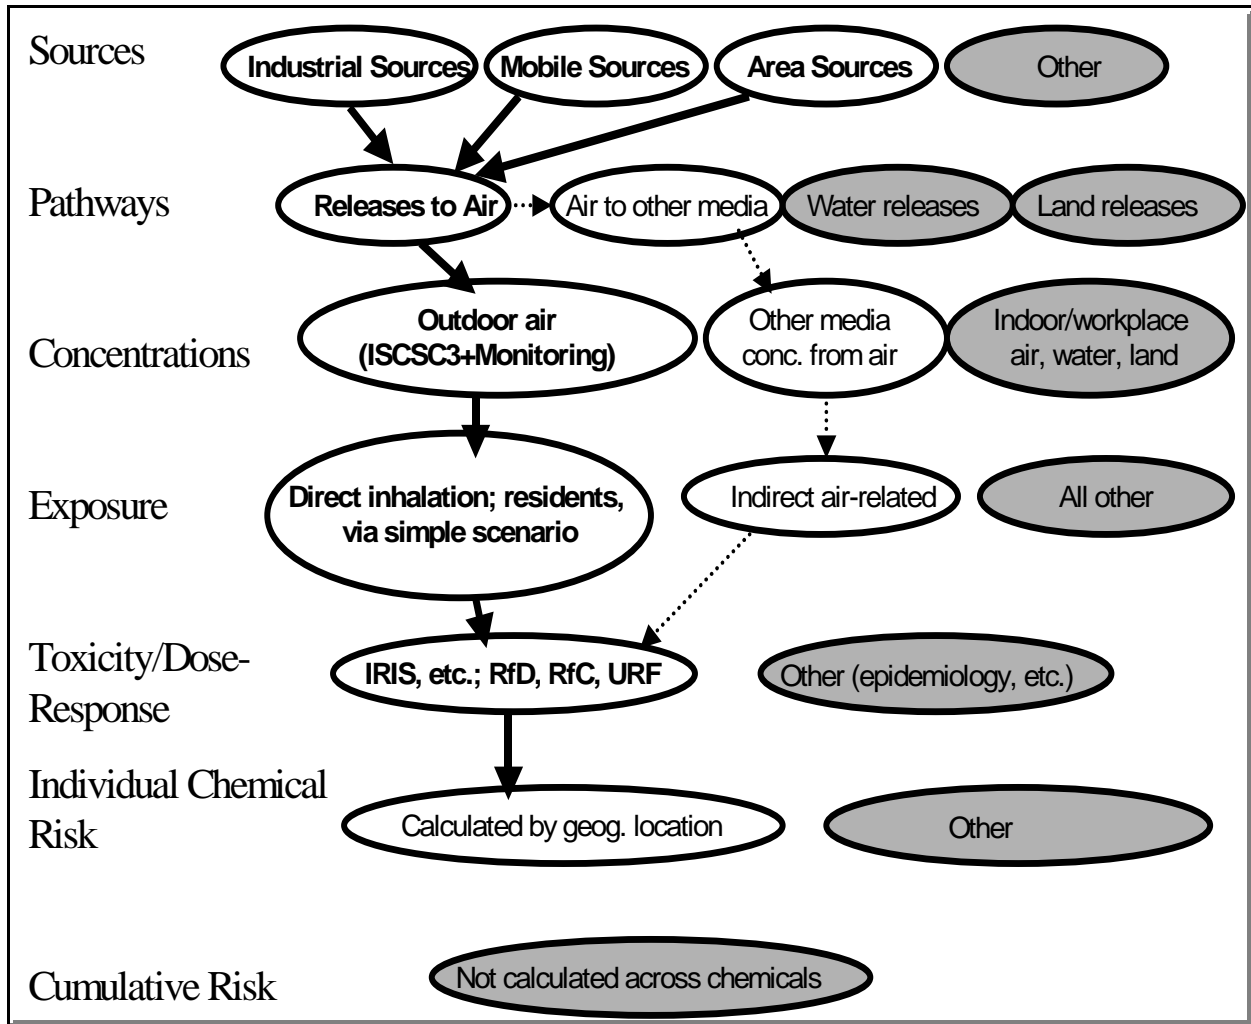 Sources
Industrial Sources
Mobile Sources
Area Sources
Other
Pathways
Releases to Air
Air to other media
Water releases
Land releases
Concentrations
Outdoor air
(ISCSC3+Monitoring)
Other media
conc. from air
Indoor/workplace
air, water, land
Exposure
Direct inhalation; residents,
via simple scenario
Indirect air-related
All other
Toxicity/Dose-
Response
IRIS, etc.; RfD, RfC, URF
Other (epidemiology, etc.)
Individual Chemical
Risk
Calculated by geog. location
Other
Cumulative Risk
Not calculated across chemicals